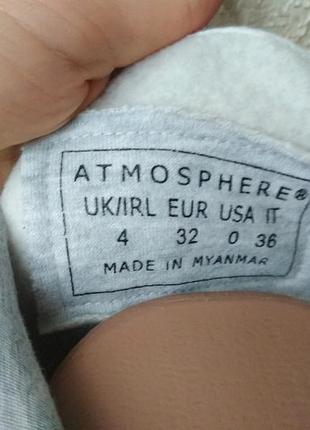 ATMOSPHERE®
UK/IRL EUR USA IT
4 32 0 36
MADE IN MYANMAR